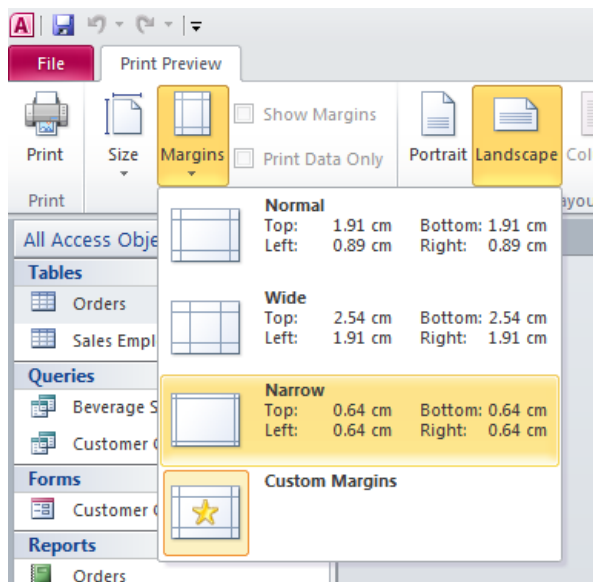 A
File Print Preview
Print Size Margins Show Margins Print Data Only Portrait Landscape
Print
Normal
Top: 1.91 cm Bottom: 1.91 cm
Left: 0.89 cm Right: 0.89 cm
Wide
Top: 2.54 cm Bottom: 2.54 cm
Left: 1.91 cm Right: 1.91 cm
Narrow
Top: 0.64 cm Bottom: 0.64 cm
Left: 0.64 cm Right: 0.64 cm
Custom Margins
All Access Obje
Tables
Orders
Sales Empl
Queries
Beverage S
Customer
Forms
Customer
Reports
Orders